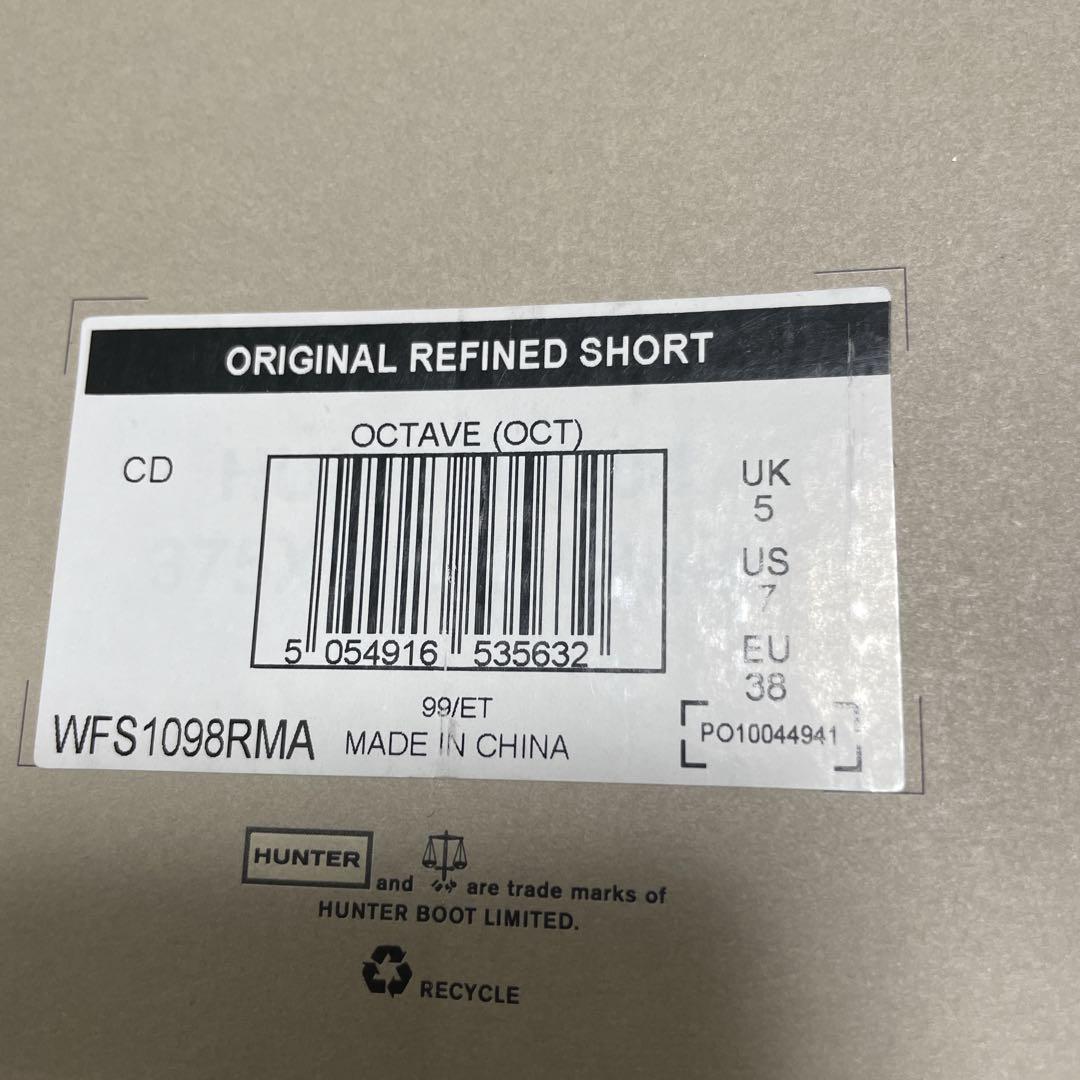 ORIGINAL REFINED SHORT
OCTAVE (OCT)
CD
5 054916 535632
UK
5
US
7
EU
38
99/ET
WFS1098RMA
MADE IN CHINA
PO10044941
HUNTER and are trade marks of
HUNTER BOOT LIMITED.
RECYCLE